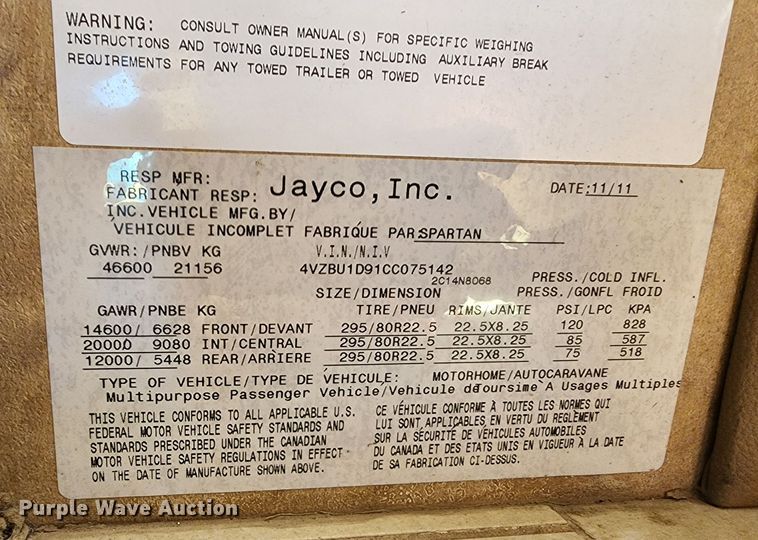 WARNING: CONSULT OWNER MANUAL(S) FOR SPECIFIC WEIGHING
INSTRUCTIONS AND TOWING GUIDELINES INCLUDING AUXILIARY BREAK
REQUIREMENTS FOR ANY TOWED TRAILER OR TOWED VEHICLE
RESP MFR:
FABRICANT RESP: Jayco, Inc. DATE: 11/11
INC.VEHICLE MFG.BY/
VEHICULE INCOMPLET FABRIQUE PAR: SPARTAN
GVWR:/PNBV KG V.I.N./N.I.V
46600 21156 4VZBU1D91CC075142
2C14N8068 PRESS./COLD INFL.
SIZE/DIMENSION PRESS./GONFL FROID
GAWR/PNBE KG TIRE/PNEU RIMS/JANTE PSI/LPC KPA
14600/ 6628 FRONT/DEVANT 295/80R22.5 22.5X8.25 120 828
20000/ 9080 INT/CENTRAL 295/80R22.5 22.5X8.25 85 587
12000/ 5448 REAR/ARRIÈRE 295/80R22.5 22.5X8.25 75 518
TYPE OF VEHICLE/TYPE DE VÉHICULE: MOTORHOME/AUTOCARAVANE
Multipurpose Passenger Vehicle/Vehicule dToursime A Usages Multiples
THIS VEHICLE CONFORMS TO ALL APPLICABLE U.S.
FEDERAL MOTOR VEHICLE SAFETY STANDARDS AND
STANDARDS PRESCRIBED UNDER THE CANADIAN
MOTOR VEHICLE SAFETY REGULATIONS IN EFFECT
ON THE DATE OF MANUFACTURE SHOWN ABOVE.
CE VÉHICULE CONFORME À TOUTES LES NORMES QUI
LUI SONT APPLICABLES EN VERTU DU REGLEMENT
SUR LA SÉCURITÉ DE VÉHICULES AUTOMOBILES
DU CANADA ET DES ÉTATS UNIS EN VIGUEUR À LA DATE
DE SA FABRICATION CI-DESSUS.
Purple Wave Auction